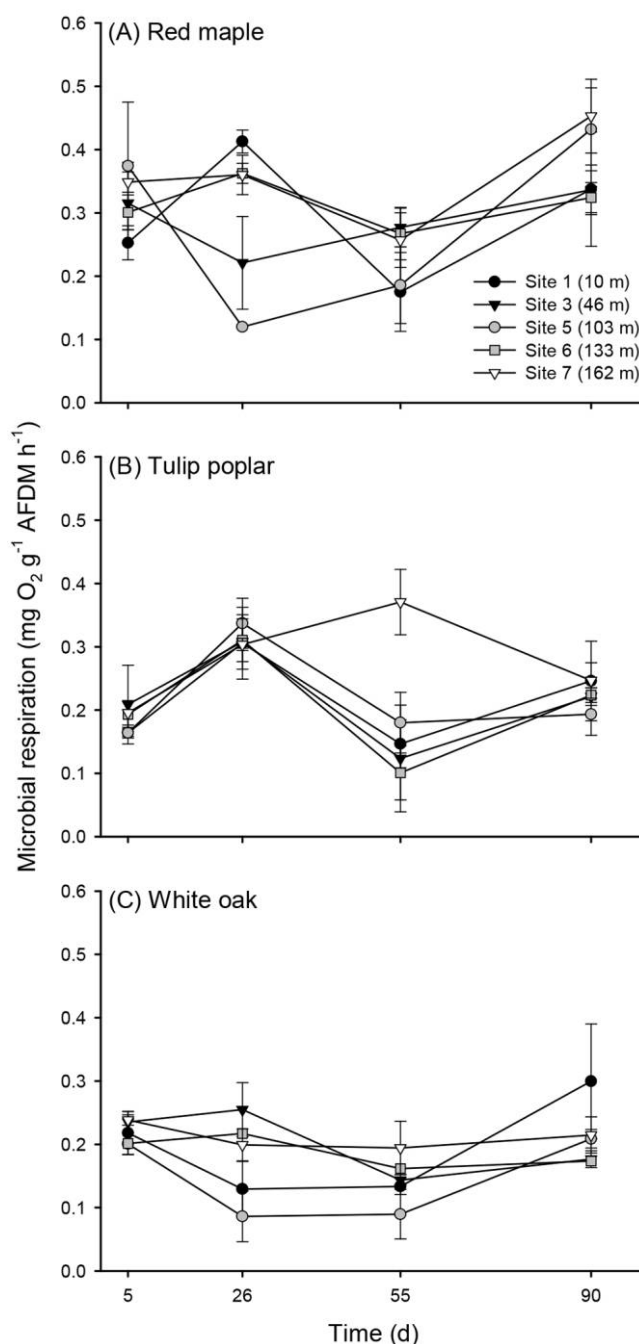 (A) Red maple
0.6
0.5
0.4
0.3
0.2
0.1
0.0
Site 1 (10 m)
Site 3 (46 m)
Site 5 (103 m)
Site 6 (133 m)
Site 7 (162 m)
Microbial respiration (mg O₂ g⁻¹ AFDM h⁻¹)
(B) Tulip poplar
0.6
0.5
0.4
0.3
0.2
0.1
0.0
(C) White oak
0.6
0.5
0.4
0.3
0.2
0.1
0.0
5 26 55 90
Time (d)